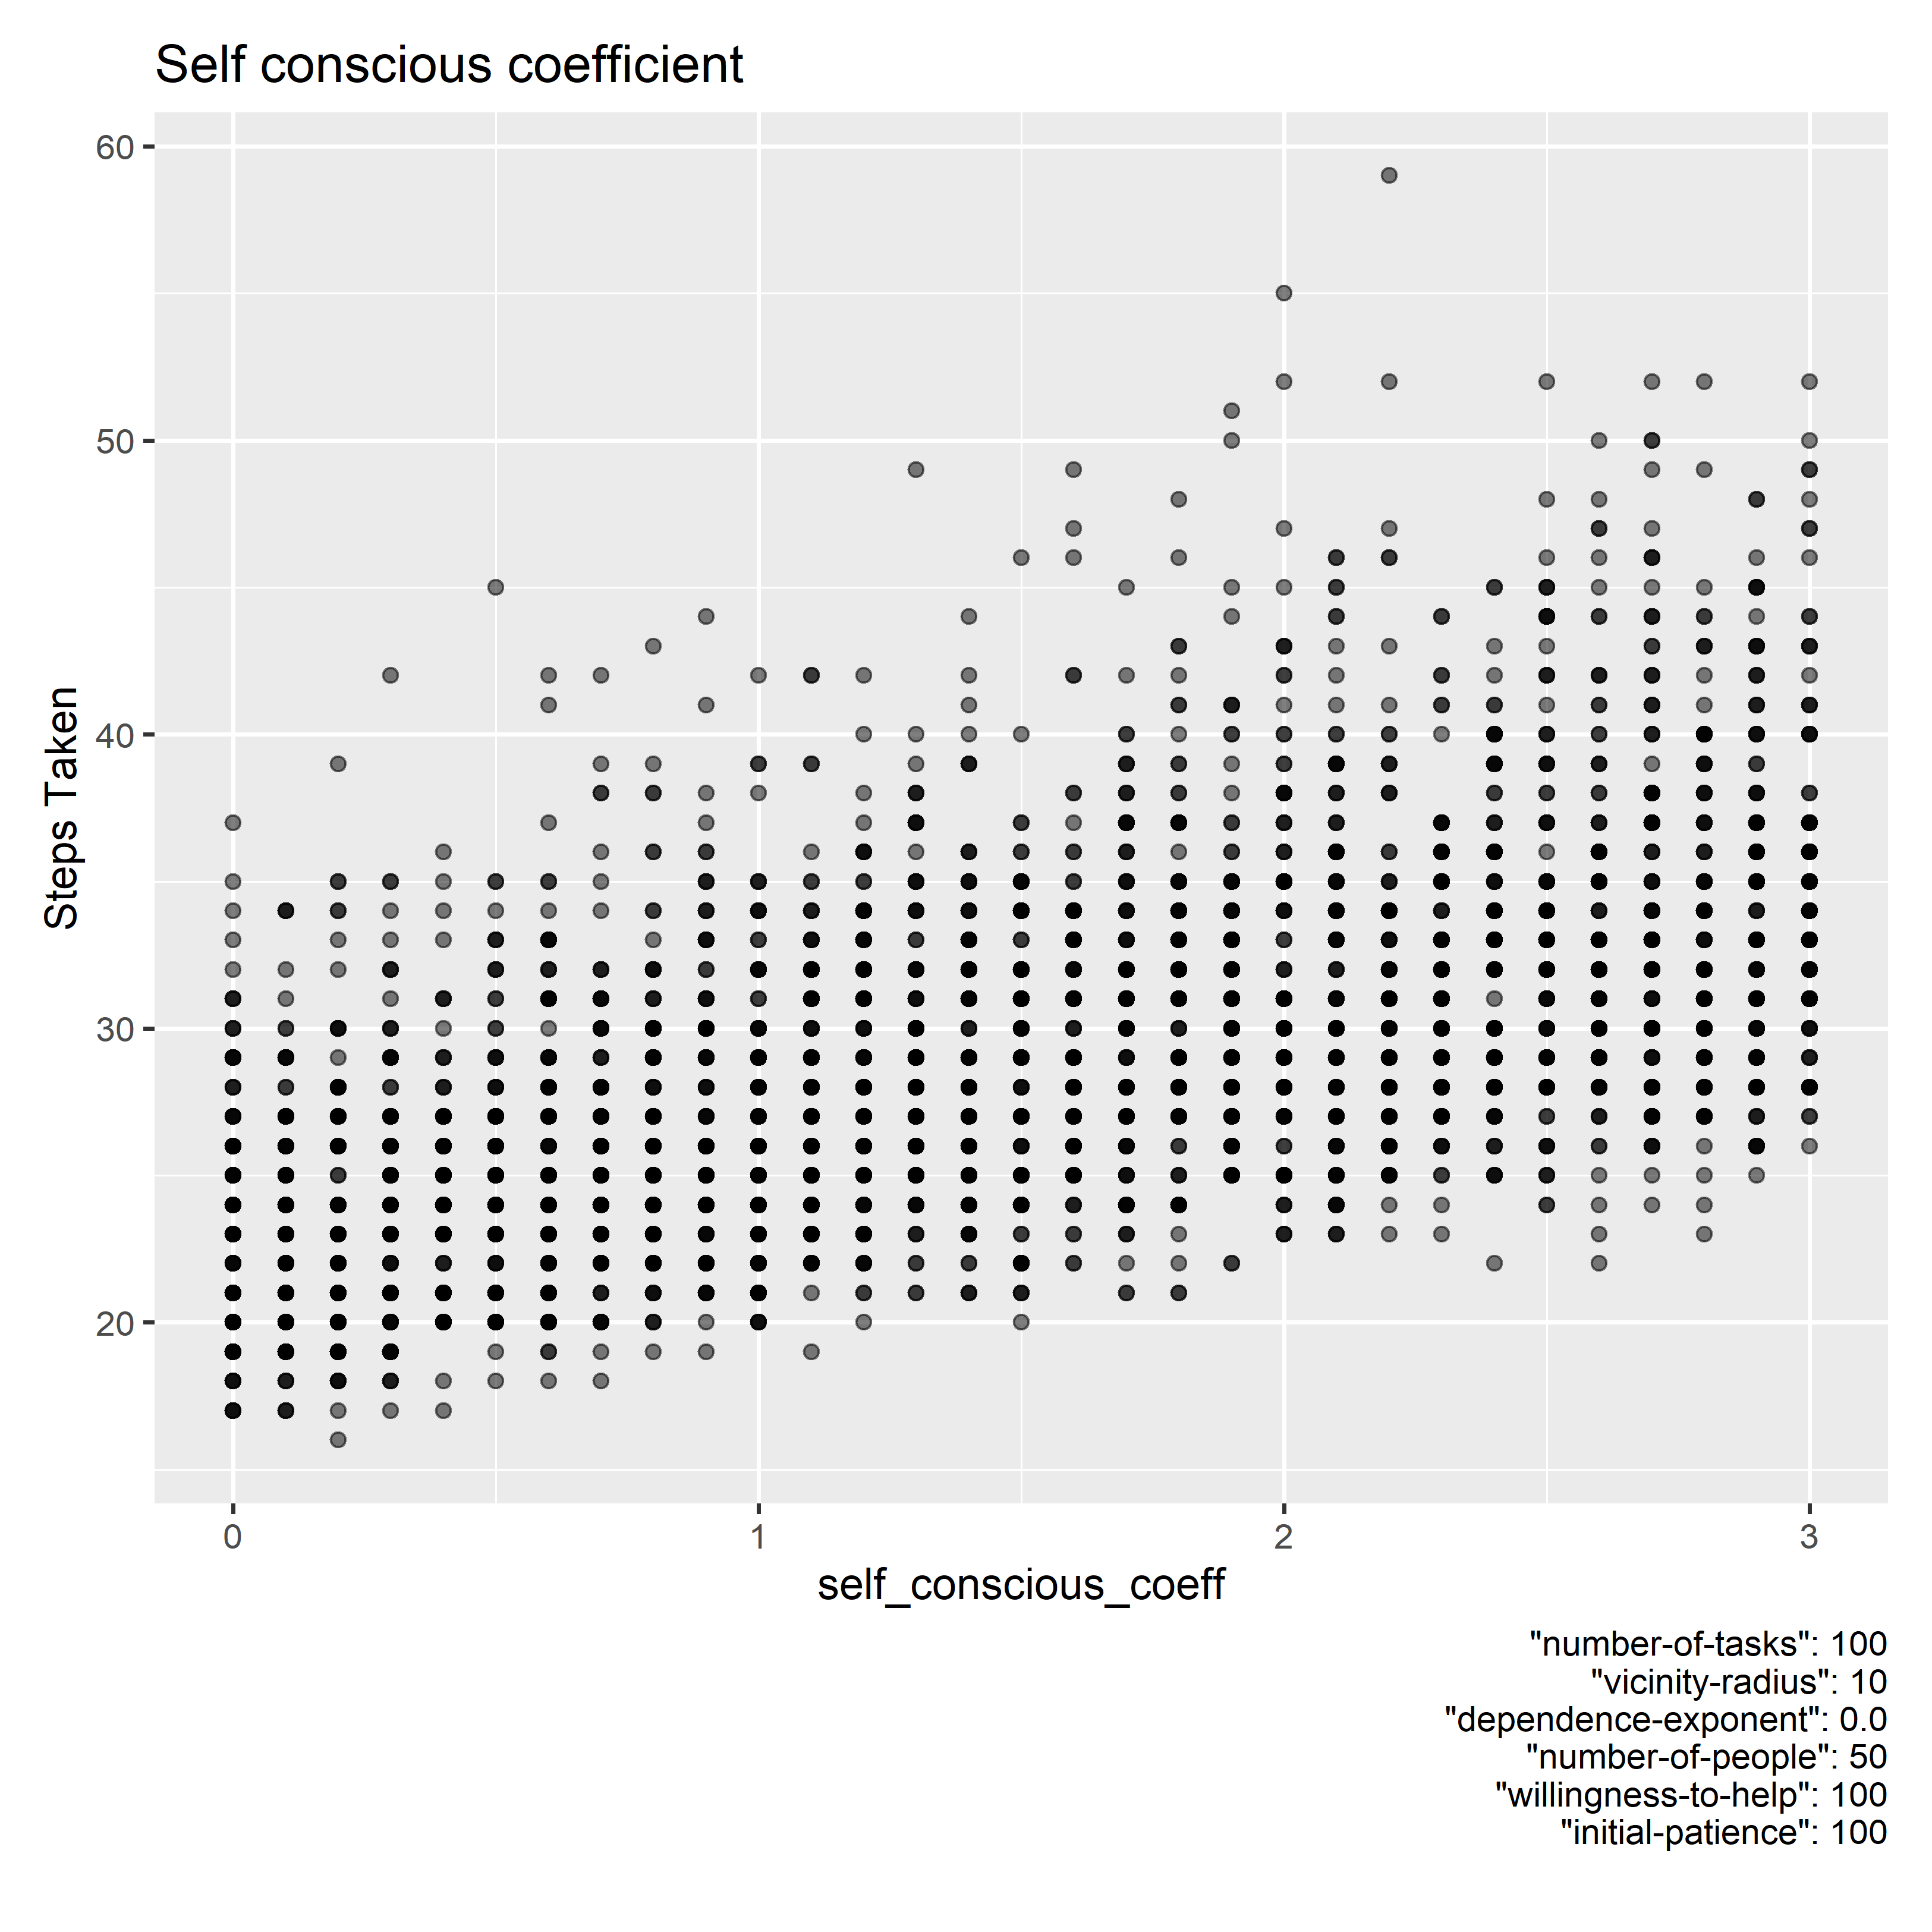 Self conscious coefficient
60
50
40
30
20
Steps Taken
0 1 2 3
self_conscious_coeff
"number-of-tasks": 100
"vicinity-radius": 10
"dependence-exponent": 0.0
"number-of-people": 50
"willingness-to-help": 100
"initial-patience": 100